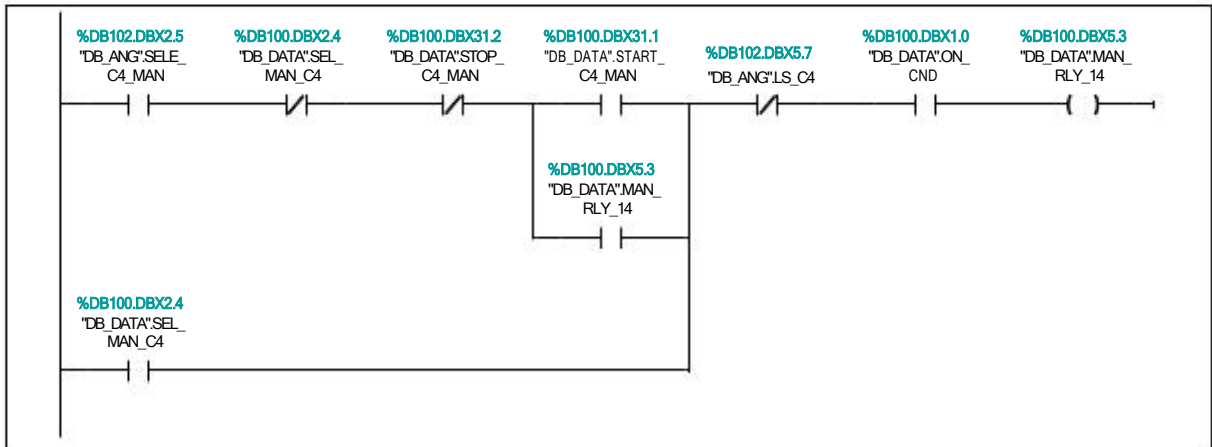 %DB102.DBX2.5
"DB_ANG".SELE_
C4_MAN
%DB100.DBX2.4
"DB_DATA".SEL_
MAN_C4
%DB100.DBX31.2
"DB_DATA".STOP_
C4_MAN
%DB100.DBX31.1
"DB_DATA".START_
C4_MAN
%DB102.DBX5.7
"DB_ANG".LS_C4
%DB100.DBX1.0
"DB_DATA".ON_
CND
%DB100.DBX5.3
"DB_DATA".MAN_
RLY_14
%DB100.DBX5.3
"DB_DATA".MAN_
RLY_14
%DB100.DBX2.4
"DB_DATA".SEL_
MAN_C4